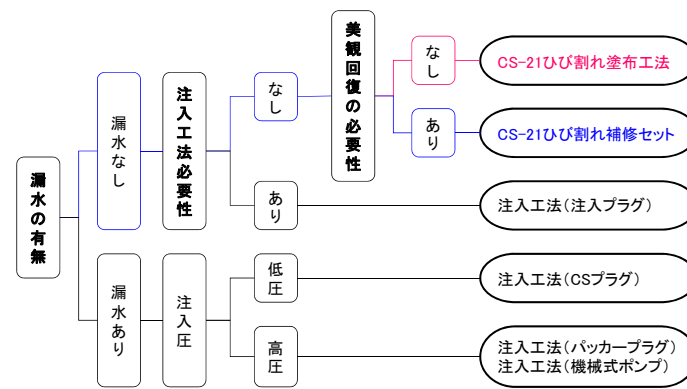 漏水の有無
漏水なし
注入工法必要性
なし
美観回復の必要性
なし
CS-21ひび割れ塗布工法
あり
CS-21ひび割れ補修セット
あり
注入工法(注入プラグ)
漏水あり
注入圧
低圧
注入工法(CSプラグ)
高圧
注入工法(パッカープラグ)
注入工法(機械式ポンプ)